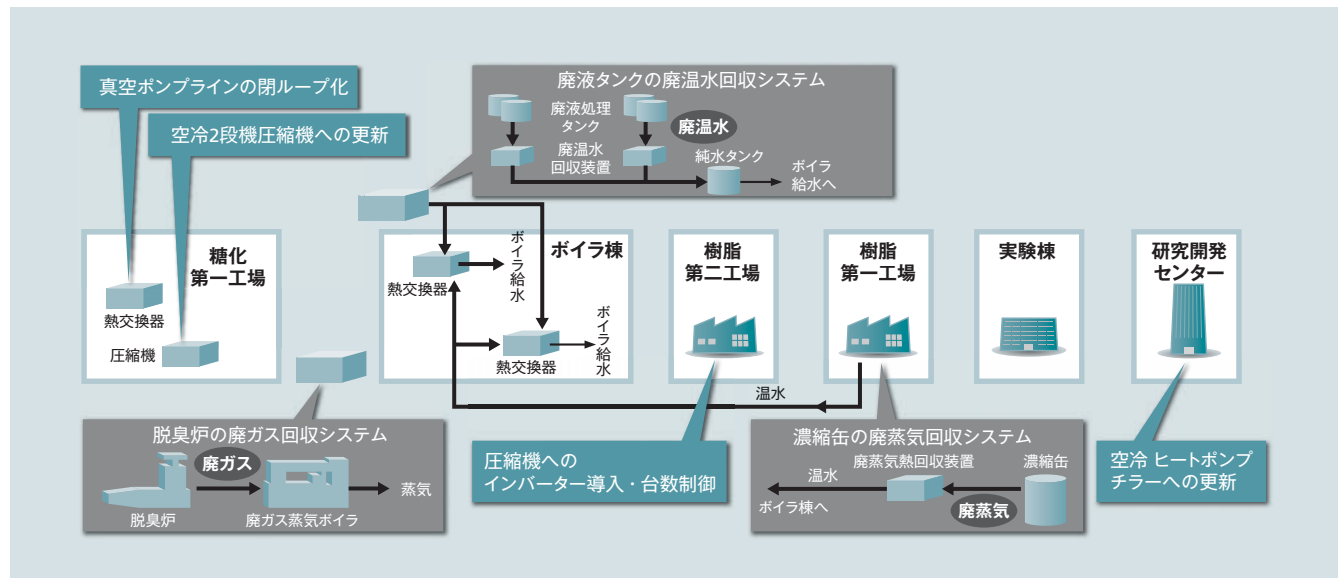 真空ポンプラインの閉ループ化
空冷2段機圧縮機への更新
廃液タンクの廃温水回収システム
廃液処理
タンク
廃温水
廃温水
回収装置
純水タンク
ボイラ
給水へ
糖化
第一工場
熱交換器
圧縮機
ボイラ棟
ボイラ給水
熱交換器
ボイラ給水
熱交換器
樹脂
第二工場
樹脂
第一工場
実験棟
研究開発
センター
温水
脱臭炉の廃ガス回収システム
廃ガス
蒸気
脱臭炉
廃ガス蒸気ボイラ
圧縮機への
インバーター導入・台数制御
濃縮缶の廃蒸気回収システム
廃蒸気熱回収装置
濃縮缶
温水
ボイラ棟へ
廃蒸気
空冷 ヒートポンプ
チラーへの更新